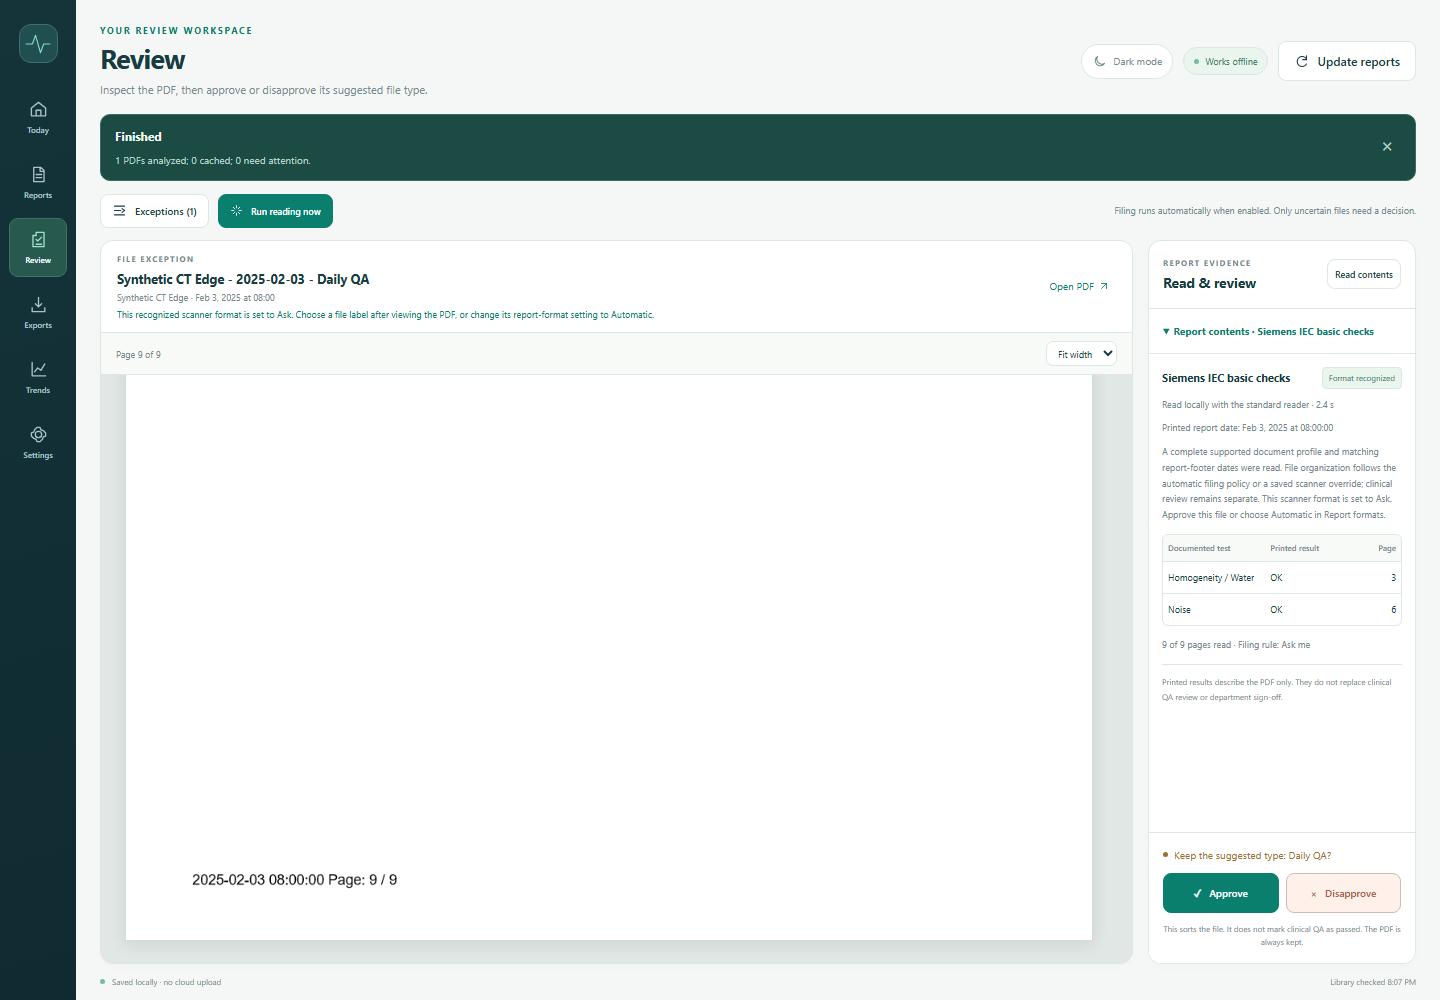 YOUR REVIEW WORKSPACE
Review
Inspect the PDF, then approve or disapprove its suggested file type.
Dark mode
Works offline
Update reports
Today
Reports
Review
Exports
Trends
Settings
Finished
1 PDFs analyzed; 0 cached; 0 need attention.
Exceptions (1)
Run reading now
Filing runs automatically when enabled. Only uncertain files need a decision.
FILE EXCEPTION
Synthetic CT Edge - 2025-02-03 - Daily QA
Synthetic CT Edge · Feb 3, 2025 at 08:00
This recognized scanner format is set to Ask. Choose a file label after viewing the PDF, or change its report-format setting to Automatic.
Open PDF
Page 9 of 9
Fit width
2025-02-03 08:00:00 Page: 9 / 9
REPORT EVIDENCE
Read & review
Read contents
Report contents · Siemens IEC basic checks
Siemens IEC basic checks
Format recognized
Read locally with the standard reader · 2.4 s
Printed report date: Feb 3, 2025 at 08:00:00
A complete supported document profile and matching
report-footer dates were read. File organization follows the
automatic filing policy or a saved scanner override; clinical
review remains separate. This scanner format is set to Ask.
Approve this file or choose Automatic in Report formats.
Documented test Printed result Page
Homogeneity / Water OK 3
Noise OK 6
9 of 9 pages read · Filing rule: Ask me
Printed results describe the PDF only. They do not replace clinical
QA review or department sign-off.
Keep the suggested type: Daily QA?
Approve
Disapprove
This sorts the file. It does not mark clinical QA as passed. The PDF is
always kept.
Saved locally · no cloud upload
Library checked 8:07 PM